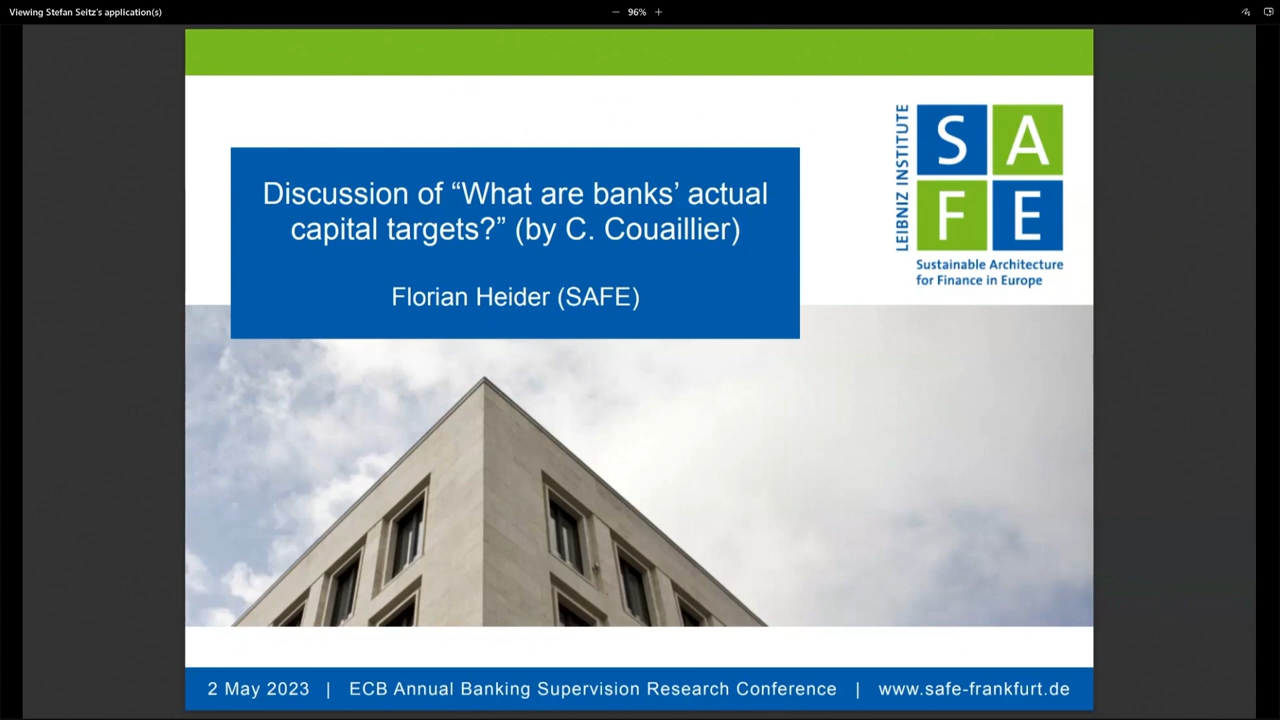 Viewing Stefan Seitz's application(s)
− 96% +
LEIBNIZ INSTITUTE
S A
F E
Sustainable Architecture
for Finance in Europe
Discussion of “What are banks’ actual
capital targets?” (by C. Couaillier)
Florian Heider (SAFE)
2 May 2023 | ECB Annual Banking Supervision Research Conference | www.safe-frankfurt.de